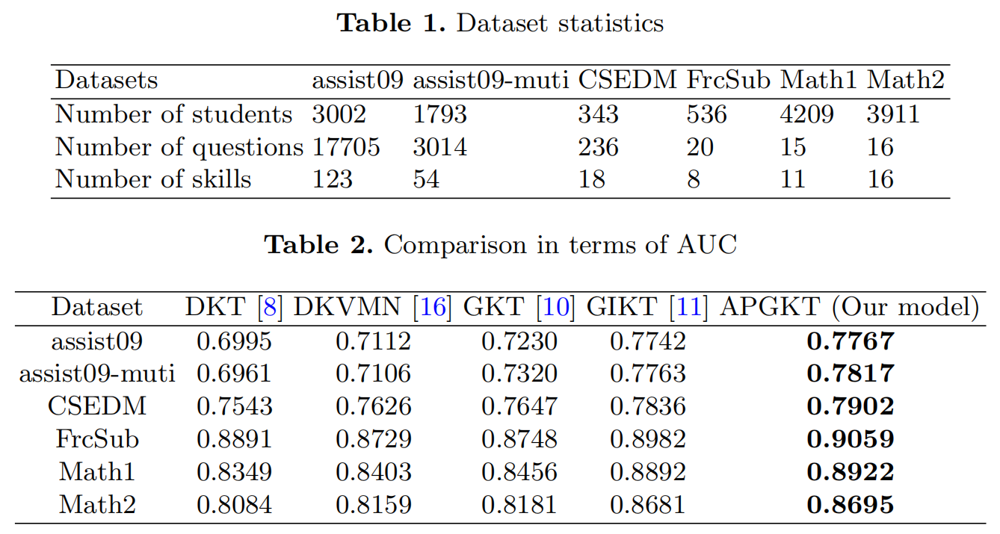 Table 1. Dataset statistics
Datasets assist09 assist09-muti CSEDM FrcSub Math1 Math2
Number of students 3002 1793 343 536 4209 3911
Number of questions 17705 3014 236 20 15 16
Number of skills 123 54 18 8 11 16
Table 2. Comparison in terms of AUC
Dataset DKT [8] DKVMN [16] GKT [10] GIKT [11] APGKT (Our model)
assist09 0.6995 0.7112 0.7230 0.7742 0.7767
assist09-muti 0.6961 0.7106 0.7320 0.7763 0.7817
CSEDM 0.7543 0.7626 0.7647 0.7836 0.7902
FrcSub 0.8891 0.8729 0.8748 0.8982 0.9059
Math1 0.8349 0.8403 0.8456 0.8892 0.8922
Math2 0.8084 0.8159 0.8181 0.8681 0.8695